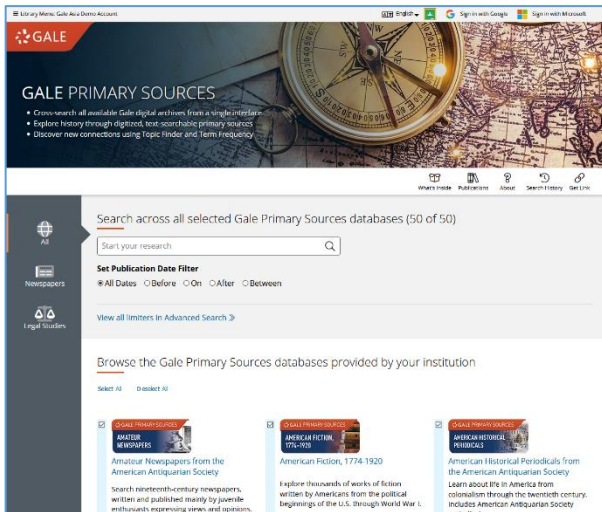 ≡ Library Menu: Gale Asia Demo Account
English
Sign in with Google
Sign in with Microsoft
GALE
GALE PRIMARY SOURCES
• Cross-search all available Gale digital archives from a single interface
• Explore history through digitized, text-searchable primary sources
• Discover new connections using Topic Finder and Term Frequency
What's Inside Publications About Search History Get Link
All
Newspapers
Legal Studies
Search across all selected Gale Primary Sources databases (50 of 50)
Start your research
Set Publication Date Filter
All Dates Before On After Between
View all limiters in Advanced Search »
Browse the Gale Primary Sources databases provided by your institution
Select All Deselect All
GALE PRIMARY SOURCES
AMATEUR
NEWSPAPERS
Amateur Newspapers from the
American Antiquarian Society
Search nineteenth-century newspapers,
written and published mainly by juvenile
enthusiasts expressing views and opinions,
GALE PRIMARY SOURCES
AMERICAN FICTION,
1774–1920
American Fiction, 1774-1920
Explore thousands of works of fiction
written by Americans from the political
beginnings of the U.S. through World War I.
GALE PRIMARY SOURCES
AMERICAN HISTORICAL
PERIODICALS
American Historical Periodicals from
the American Antiquarian Society
Learn about life in America from
colonialism through the twentieth century.
Includes American Antiquarian Society